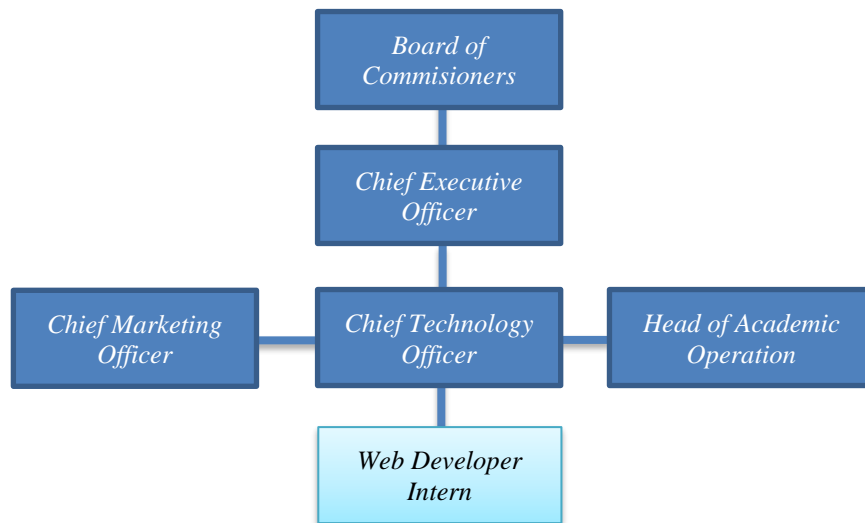 Board of
Commisioners
Chief Executive
Officer
Chief Marketing
Officer
Chief Technology
Officer
Head of Academic
Operation
Web Developer
Intern